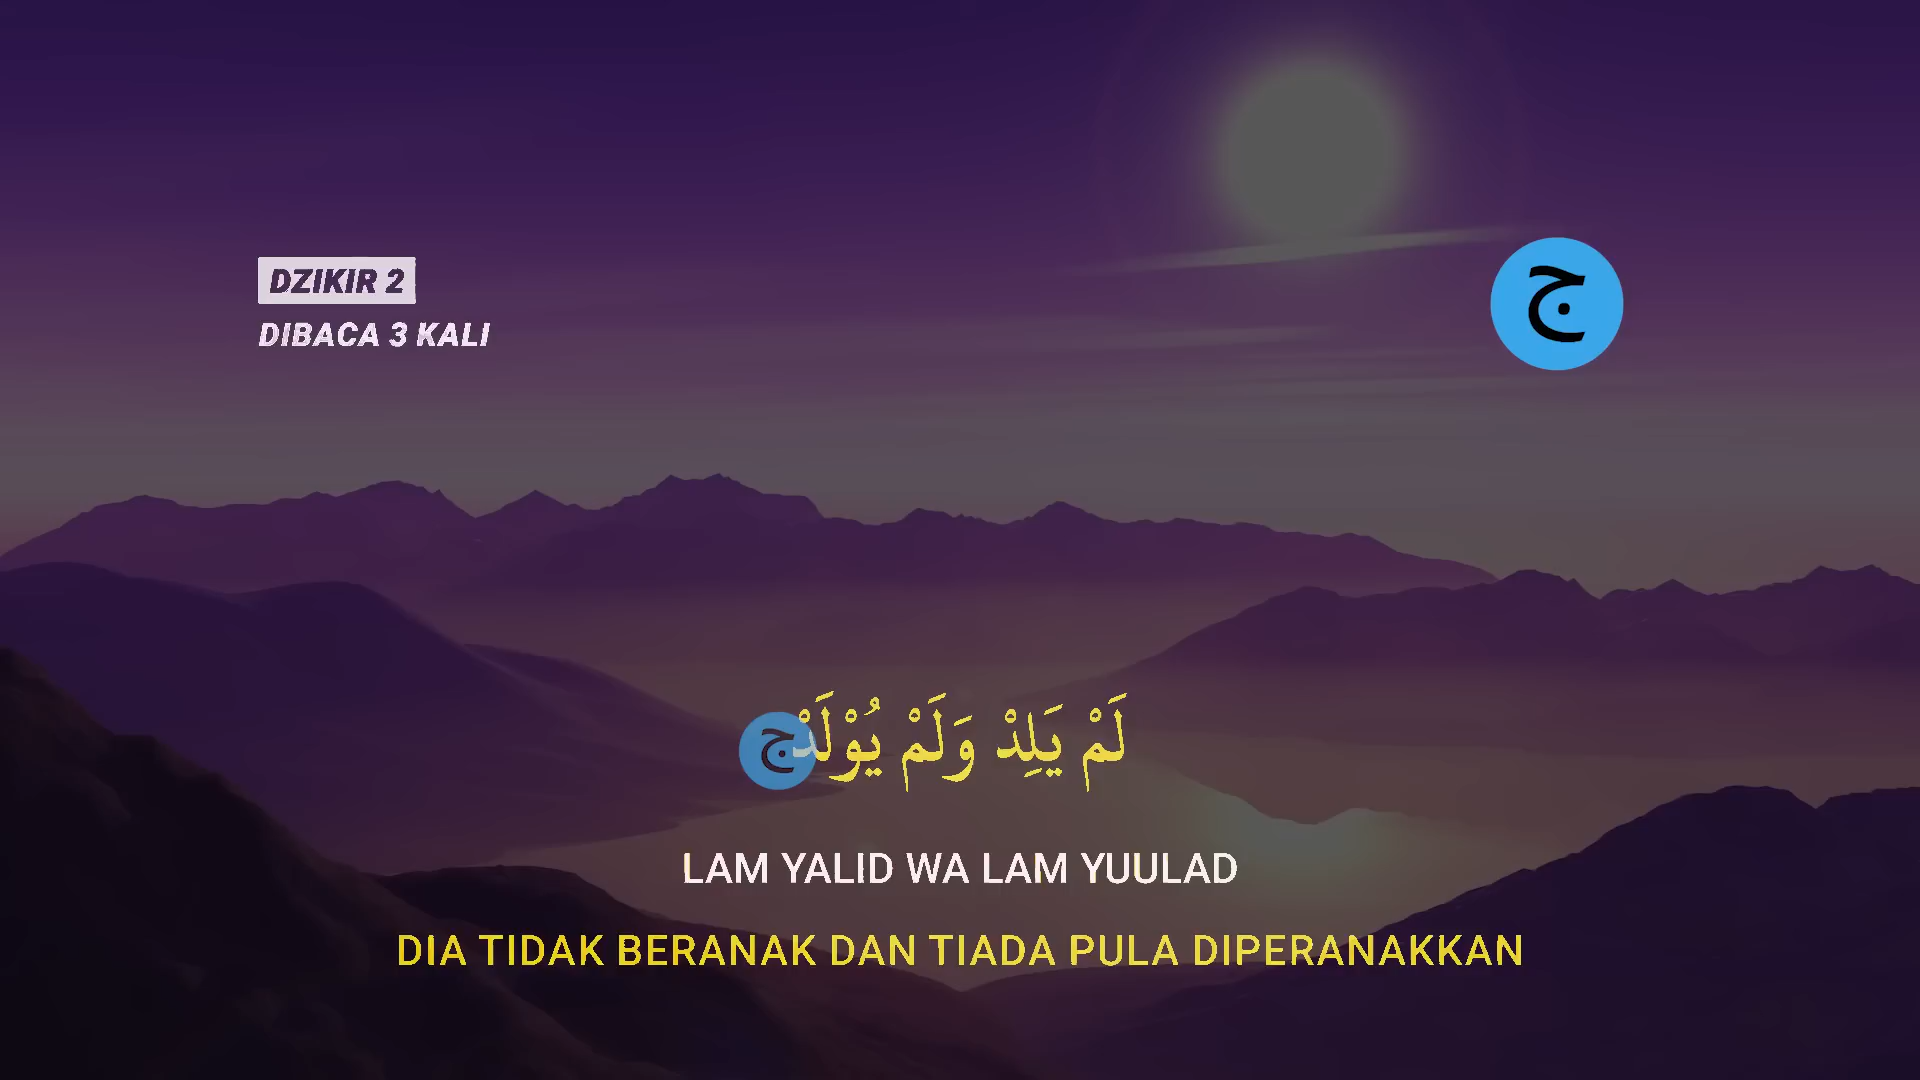 DZIKIR 2
DIBACA 3 KALI
ج
لَمْ يَلِدْ وَلَمْ يُوْلَدْ ج
LAM YALID WA LAM YUULAD
DIA TIDAK BERANAK DAN TIADA PULA DIPERANAKKAN